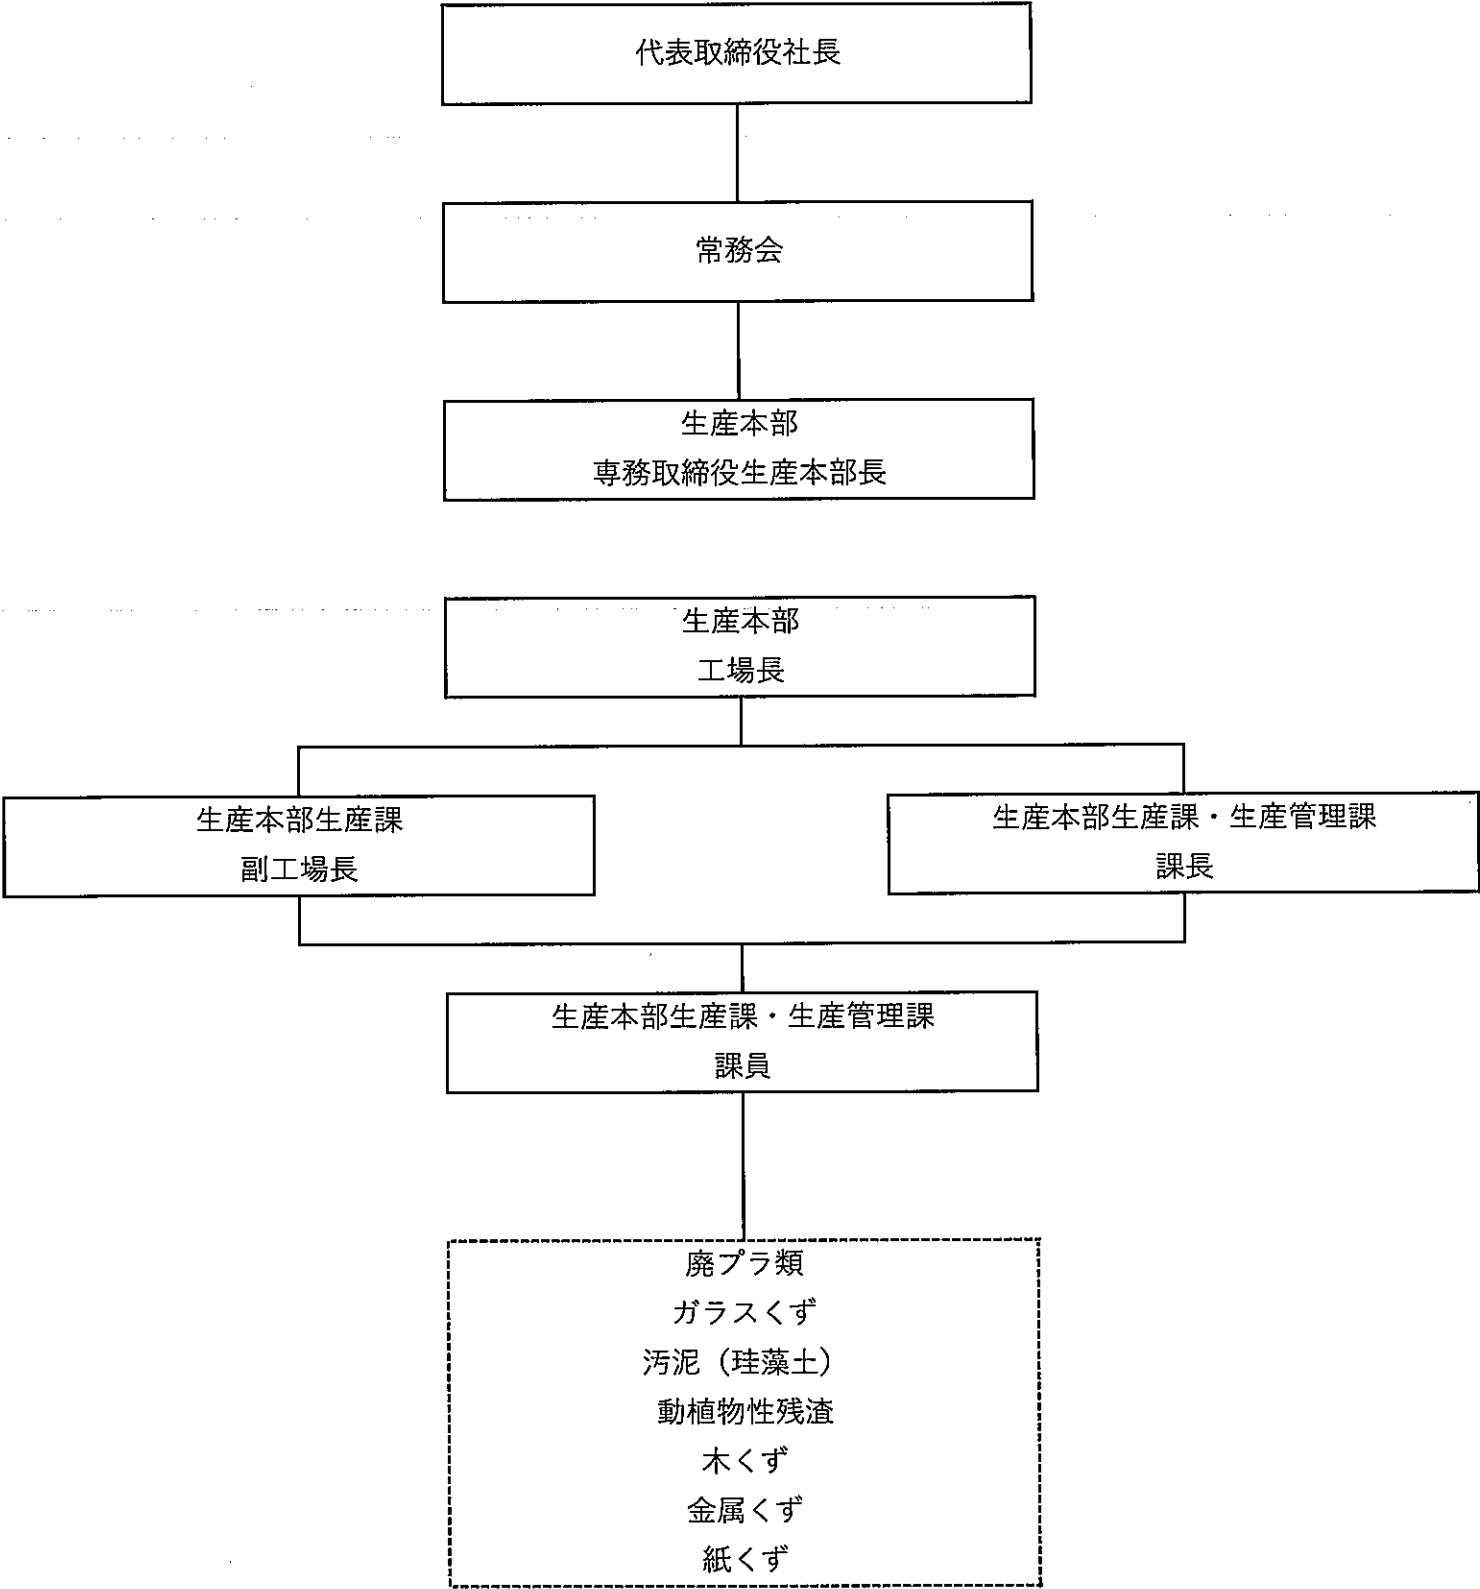 代表取締役社長
常務会
生産本部
専務取締役生産本部長
生産本部
工場長
生産本部生産課
副工場長
生産本部生産課・生産管理課
課長
生産本部生産課・生産管理課
課員
廃プラ類
ガラスくず
汚泥（珪藻土）
動植物性残渣
木くず
金属くず
紙くず